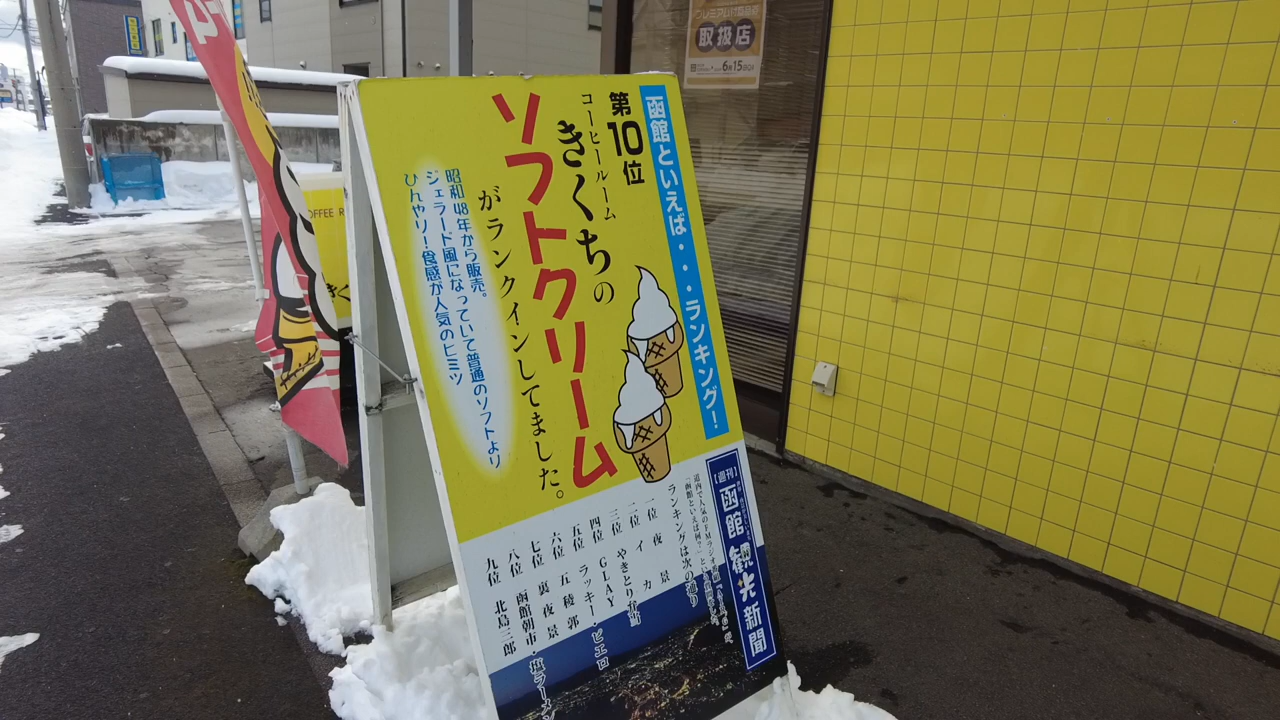 函館といえば・・ランキング!
第10位
コーヒールーム
きくちの
ソフトクリーム
がランクインしてました。
昭和48年から販売。
ジェラード風になっていて普通のソフトより
ひんやり!食感が人気のヒミツ
【週刊】
函館観光新聞
ランキングは次の通り
一位 夜景
二位 イカ
三位 やきとり弁当
四位 GLAY
五位 ラッキー・ピエロ
六位 五稜郭
七位 裏夜景
八位 函館朝市・塩ラーメン
九位 北島三郎
取扱店
6月15日
OFFEE R
きく